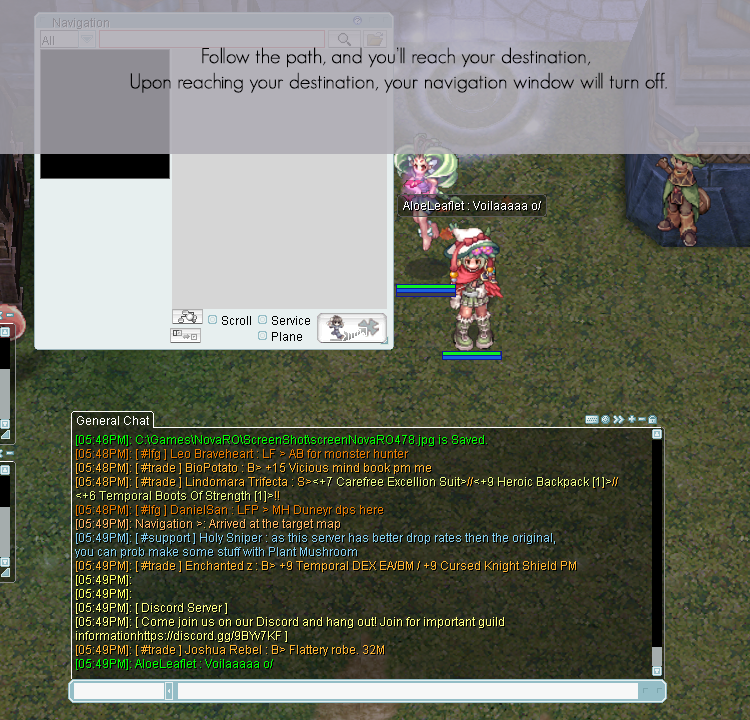 Navigation
All
Follow the path, and you'll reach your destination,
Upon reaching your destination, your navigation window will turn off.
AloeLeaflet : Voilaaaaa o/
Scroll
Service
Plane
General Chat
[05:48PM]: C:\Games\NovaRO\ScreenShot\screenNovaRO478.jpg is Saved.
[05:48PM]: [ #lfg ] Leo Braveheart : LF > AB for monster hunter
[05:48PM]: [ #trade ] BioPotato : B> +15 Vicious mind book pm me
[05:48PM]: [ #trade ] Lindomara Trifecta : S><+7 Carefree Excellion Suit>//<+9 Heroic Backpack [1]>//
<+6 Temporal Boots Of Strength [1]>!!
[05:48PM]: [ #lfg ] DanielSan : LFP > MH Duneyr dps here
[05:49PM]: Navigation >: Arrived at the target map
[05:49PM]: [ #support ] Holy Sniper : as this server has better drop rates then the original,
you can prob make some stuff with Plant Mushroom
[05:49PM]: [ #trade ] Enchanted z : B> +9 Temporal DEX EA/BM / +9 Cursed Knight Shield PM
[05:49PM]:
[05:49PM]:
[05:49PM]: [ Discord Server ]
[05:49PM]: [ Come join us on our Discord and hang out! Join for important guild
informationhttps://discord.gg/9BYv7KF ]
[05:49PM]: [ #trade ] Joshua Rebel : B> Flattery robe. 32M
[05:49PM]: AloeLeaflet : Voilaaaaa o/